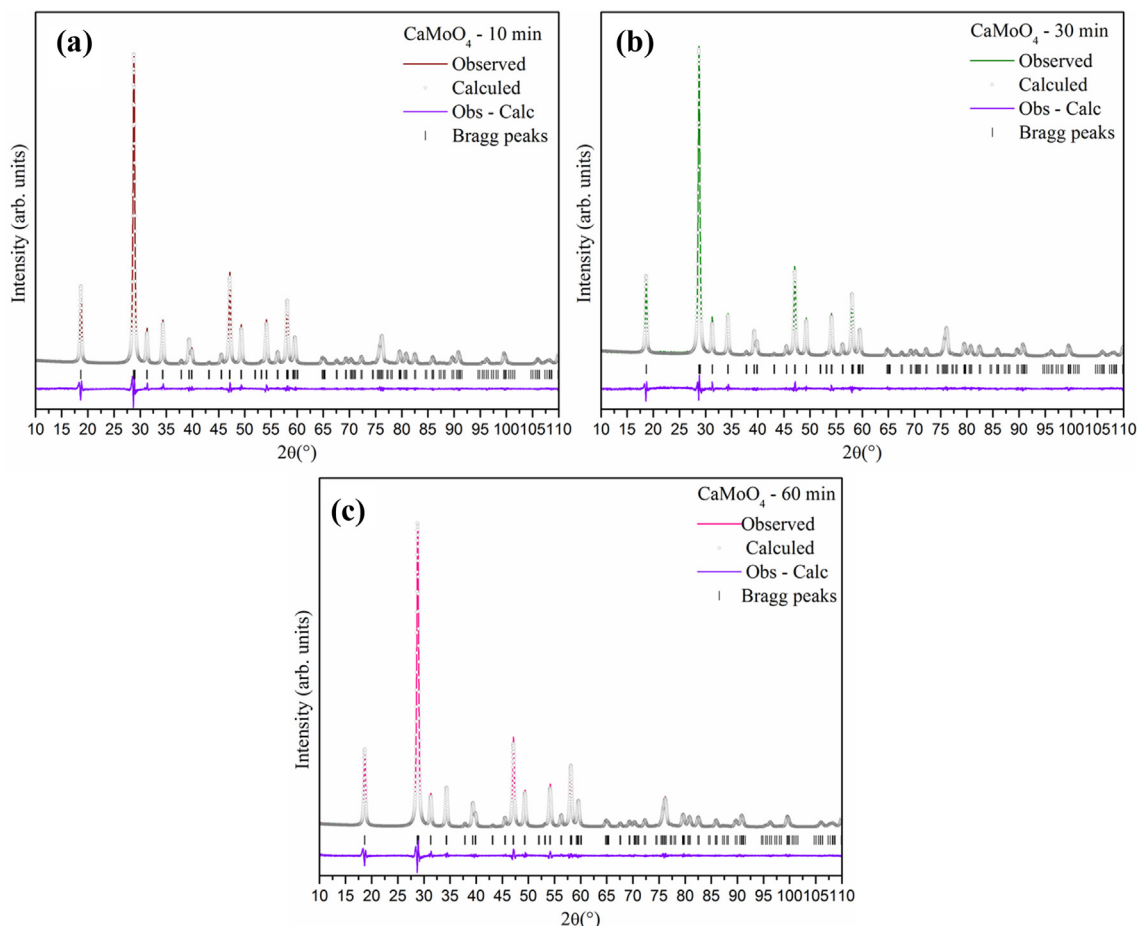 (a)
CaMoO₄ - 10 min
Observed
Calculed
Obs - Calc
Bragg peaks
Intensity (arb. units)
10 15 20 25 30 35 40 45 50 55 60 65 70 75 80 85 90 95 100105110
2θ(°)
(b)
CaMoO₄ - 30 min
Observed
Calculed
Obs - Calc
Bragg peaks
Intensity (arb. units)
10 15 20 25 30 35 40 45 50 55 60 65 70 75 80 85 90 95 100105110
2θ(°)
(c)
CaMoO₄ - 60 min
Observed
Calculed
Obs - Calc
Bragg peaks
Intensity (arb. units)
10 15 20 25 30 35 40 45 50 55 60 65 70 75 80 85 90 95 100105110
2θ(°)